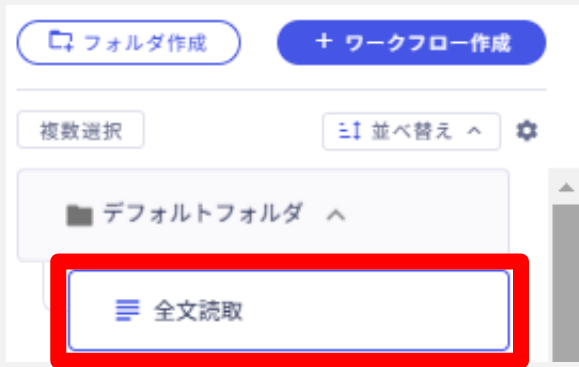 フォルダ作成
+ ワークフロー作成
複数選択
並べ替え
デフォルトフォルダ
全文読取